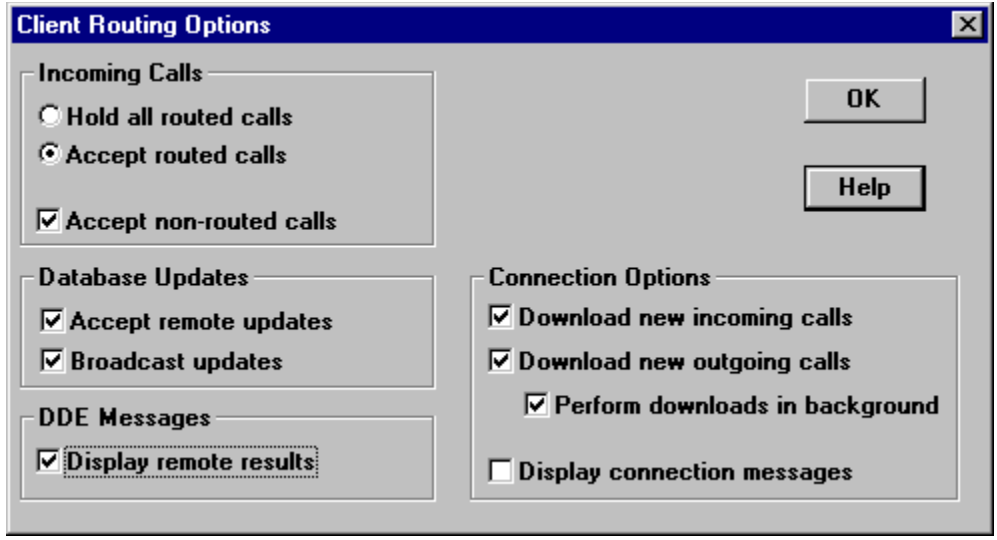 Client Routing Options
Incoming Calls
Hold all routed calls
Accept routed calls
Accept non-routed calls
OK
Help
Database Updates
Accept remote updates
Broadcast updates
DDE Messages
Display remote results
Connection Options
Download new incoming calls
Download new outgoing calls
Perform downloads in background
Display connection messages